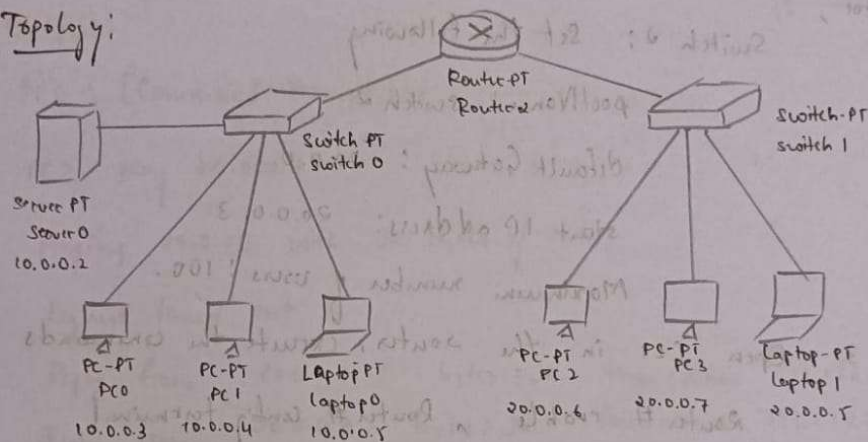 Topology:
Router-PT
Router-2
Switch PT
switch 0
Switch-PT
switch 1
Server PT
Server0
10.0.0.2
PC-PT
PC0
10.0.0.3
PC-PT
PC1
10.0.0.4
Laptop PT
laptop0
10.0.0.5
PC-PT
PC2
20.0.0.6
PC-PT
PC3
20.0.0.7
Laptop-PT
Laptop1
20.0.0.5